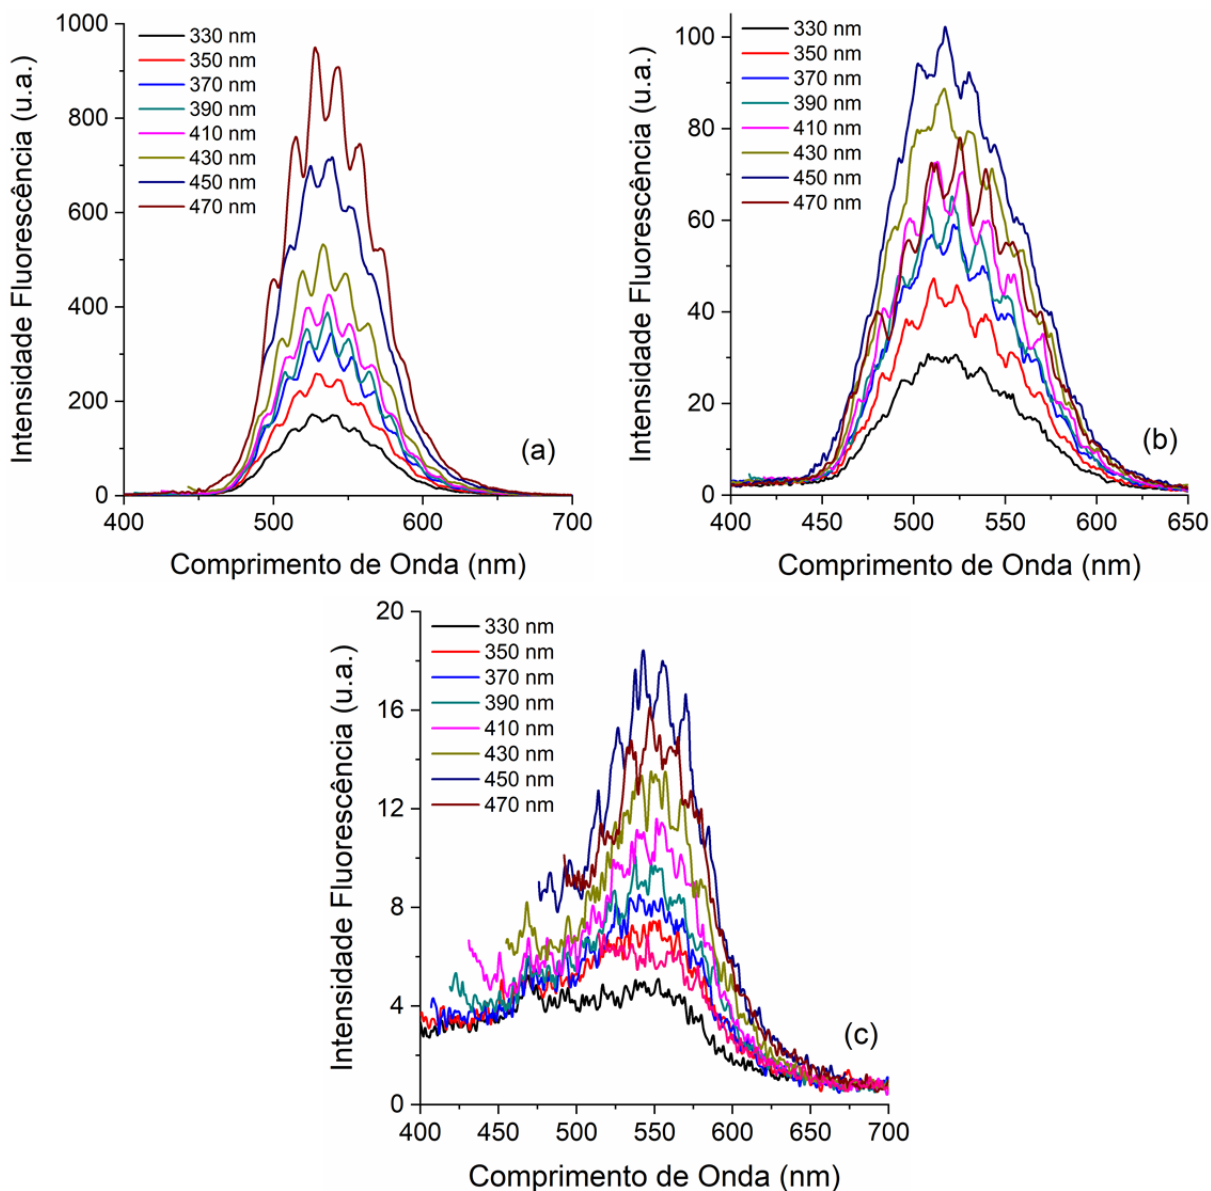 Intensidade Fluorescência (u.a.)
1000
800
600
400
200
0
330 nm
350 nm
370 nm
390 nm
410 nm
430 nm
450 nm
470 nm
(a)
400 500 600 700
Comprimento de Onda (nm)
Intensidade Fluorescência (u.a.)
100
80
60
40
20
0
330 nm
350 nm
370 nm
390 nm
410 nm
430 nm
450 nm
470 nm
(b)
400 450 500 550 600 650
Comprimento de Onda (nm)
Intensidade Fluorescência (u.a.)
20
16
12
8
4
0
330 nm
350 nm
370 nm
390 nm
410 nm
430 nm
450 nm
470 nm
(c)
400 450 500 550 600 650 700
Comprimento de Onda (nm)